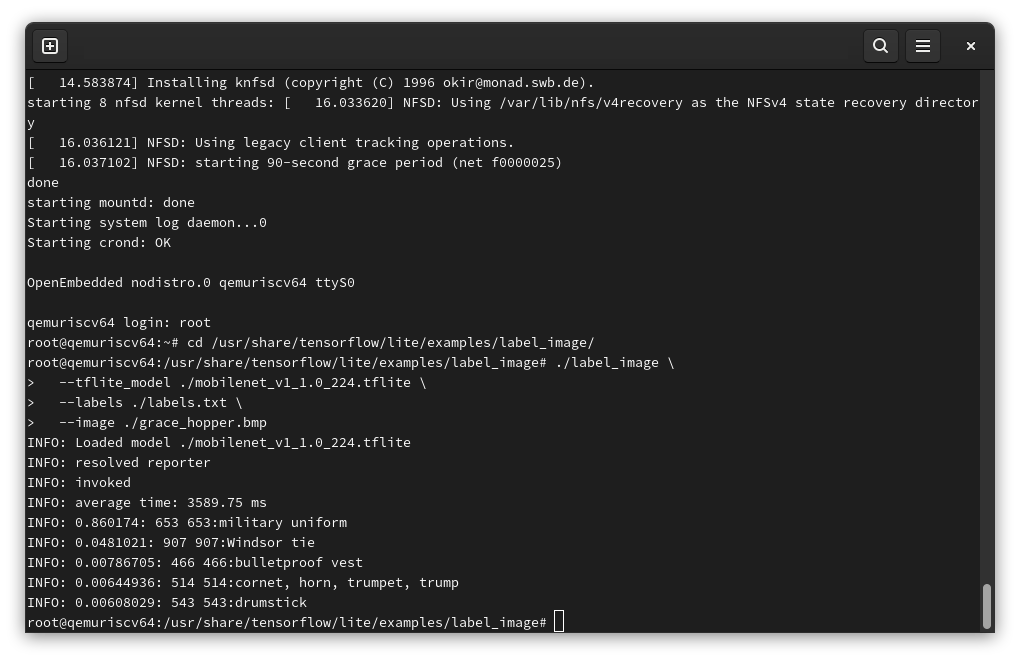 [   14.583874] Installing knfsd (copyright (C) 1996 okir@monad.swb.de).
starting 8 nfsd kernel threads: [   16.033620] NFSD: Using /var/lib/nfs/v4recovery as the NFSv4 state recovery director
y
[   16.036121] NFSD: Using legacy client tracking operations.
[   16.037102] NFSD: starting 90-second grace period (net f0000025)
done
starting mountd: done
Starting system log daemon...0
Starting crond: OK
OpenEmbedded nodistro.0 qemuriscv64 ttyS0
qemuriscv64 login: root
root@qemuriscv64:~# cd /usr/share/tensorflow/lite/examples/label_image/
root@qemuriscv64:/usr/share/tensorflow/lite/examples/label_image# ./label_image \
>   --tflite_model ./mobilenet_v1_1.0_224.tflite \
>   --labels ./labels.txt \
>   --image ./grace_hopper.bmp
INFO: Loaded model ./mobilenet_v1_1.0_224.tflite
INFO: resolved reporter
INFO: invoked
INFO: average time: 3589.75 ms
INFO: 0.860174: 653 653:military uniform
INFO: 0.0481021: 907 907:Windsor tie
INFO: 0.00786705: 466 466:bulletproof vest
INFO: 0.00644936: 514 514:cornet, horn, trumpet, trump
INFO: 0.00608029: 543 543:drumstick
root@qemuriscv64:/usr/share/tensorflow/lite/examples/label_image#